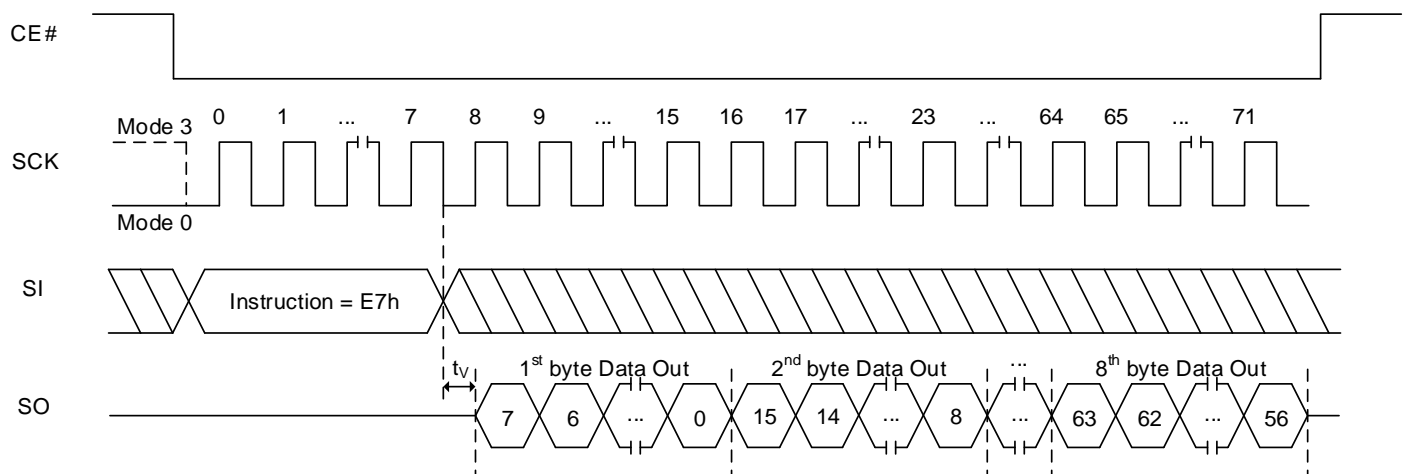 CE#
0 1 ... 7 8 9 ... 15 16 17 ... 23 ... 64 65 ... 71
Mode 3
SCK
Mode 0
SI
Instruction = E7h
tV 1st byte Data Out 2nd byte Data Out ... 8th byte Data Out
SO
7 6 ... 0 15 14 ... 8 ... 63 62 ... 56